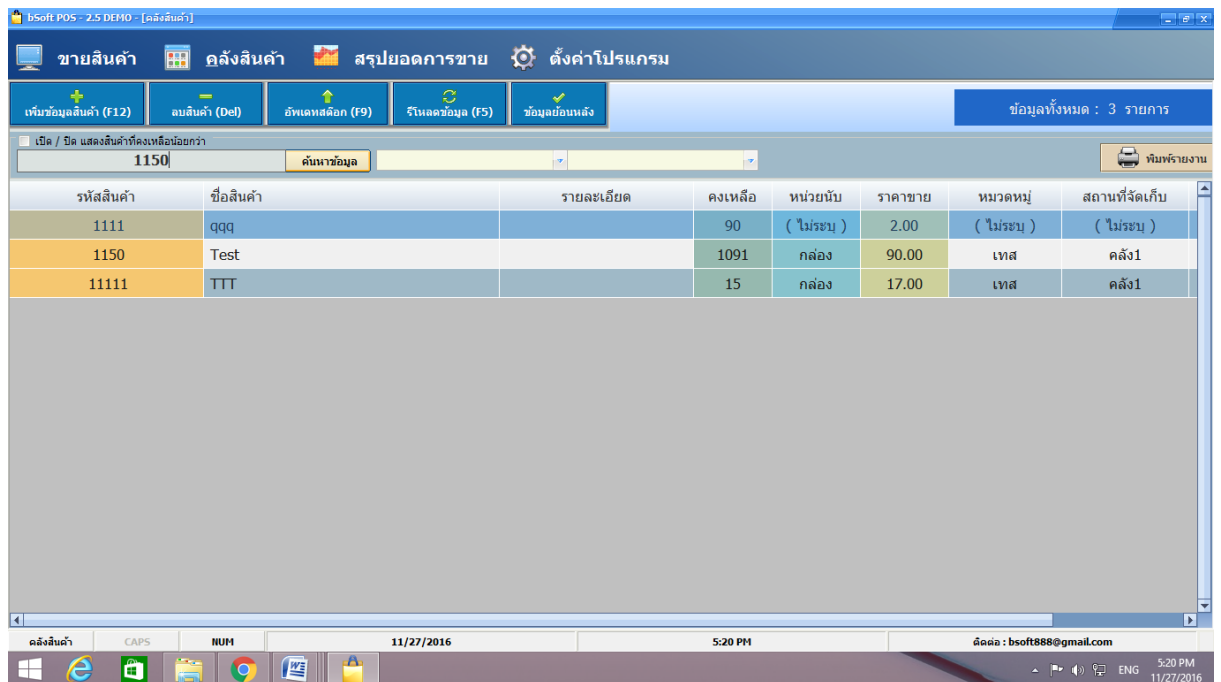 bSoft POS - 2.5 DEMO - [คลังสินค้า]
ขายสินค้า คลังสินค้า สรุปยอดการขาย ตั้งค่าโปรแกรม
เพิ่มข้อมูลสินค้า (F12) ลบสินค้า (Del) อัพเดทสต๊อก (F9) รีโหลดข้อมูล (F5) ข้อมูลย้อนหลัง ข้อมูลทั้งหมด : 3 รายการ
เปิด / ปิด แสดงสินค้าที่คงเหลือน้อยกว่า
1150 ค้นหาข้อมูล พิมพ์รายงาน
รหัสสินค้า ชื่อสินค้า รายละเอียด คงเหลือ หน่วยนับ ราคาขาย หมวดหมู่ สถานที่จัดเก็บ
1111 qqq 90 ( ไม่ระบุ ) 2.00 ( ไม่ระบุ ) ( ไม่ระบุ )
1150 Test 1091 กล่อง 90.00 เทส คลัง1
11111 TTT 15 กล่อง 17.00 เทส คลัง1
คลังสินค้า CAPS NUM 11/27/2016 5:20 PM ติดต่อ : bsoft888@gmail.com
ENG 5:20 PM
11/27/2016